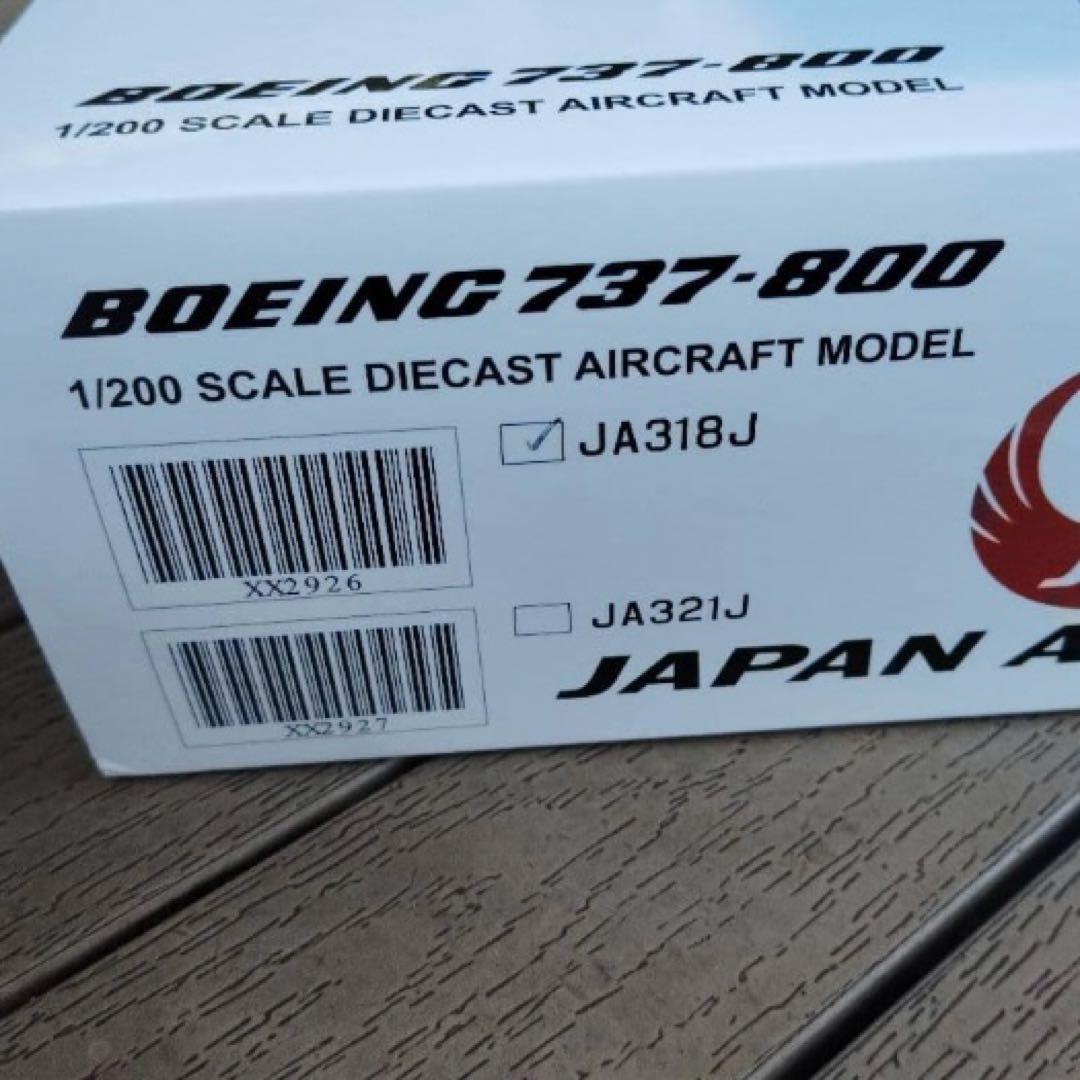 BOEING 737-800
1/200 SCALE DIECAST AIRCRAFT MODEL
BOEING 737-800
1/200 SCALE DIECAST AIRCRAFT MODEL
JA318J
XX2926
JA321J
XX2927
JAPAN A